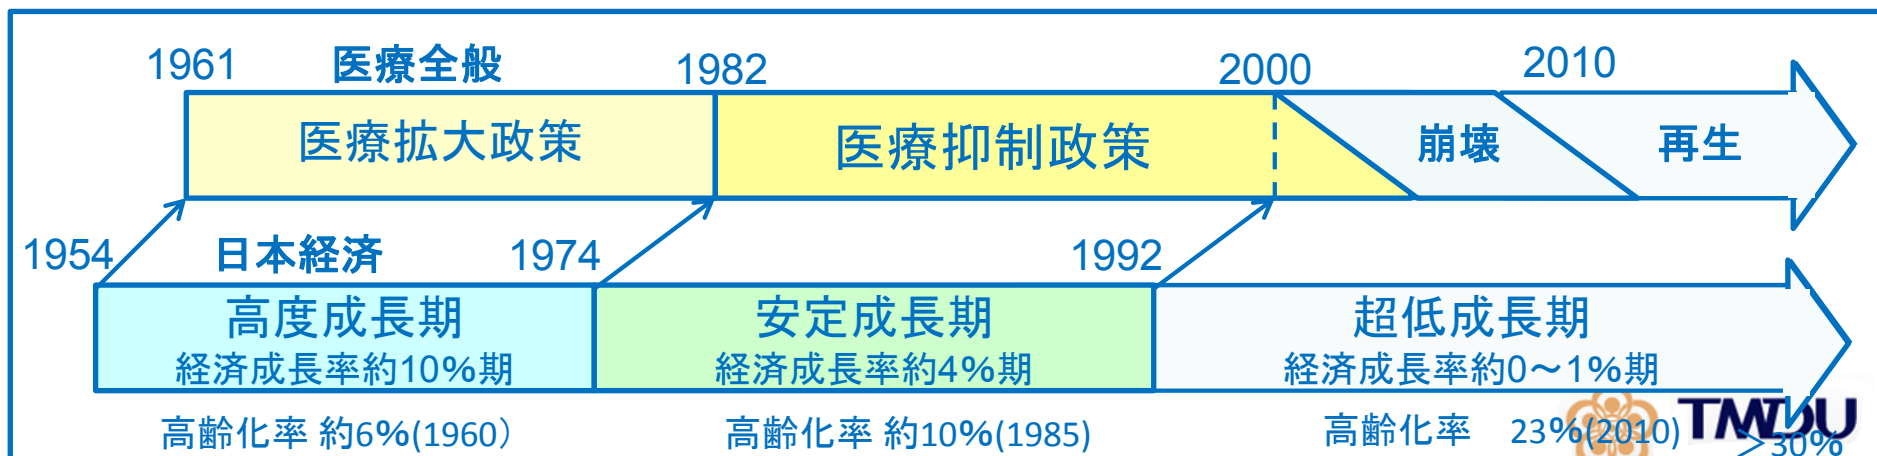 1961 医療全般 1982 2000 2010
医療拡大政策 医療抑制政策 崩壊 再生
1954 日本経済 1974 1992
高度成長期 安定成長期 超低成長期
経済成長率約10%期 経済成長率約4%期 経済成長率約0～1%期
高齢化率 約6%(1960） 高齢化率 約10%(1985) 高齢化率 23%(2010) TMDU
＞30%